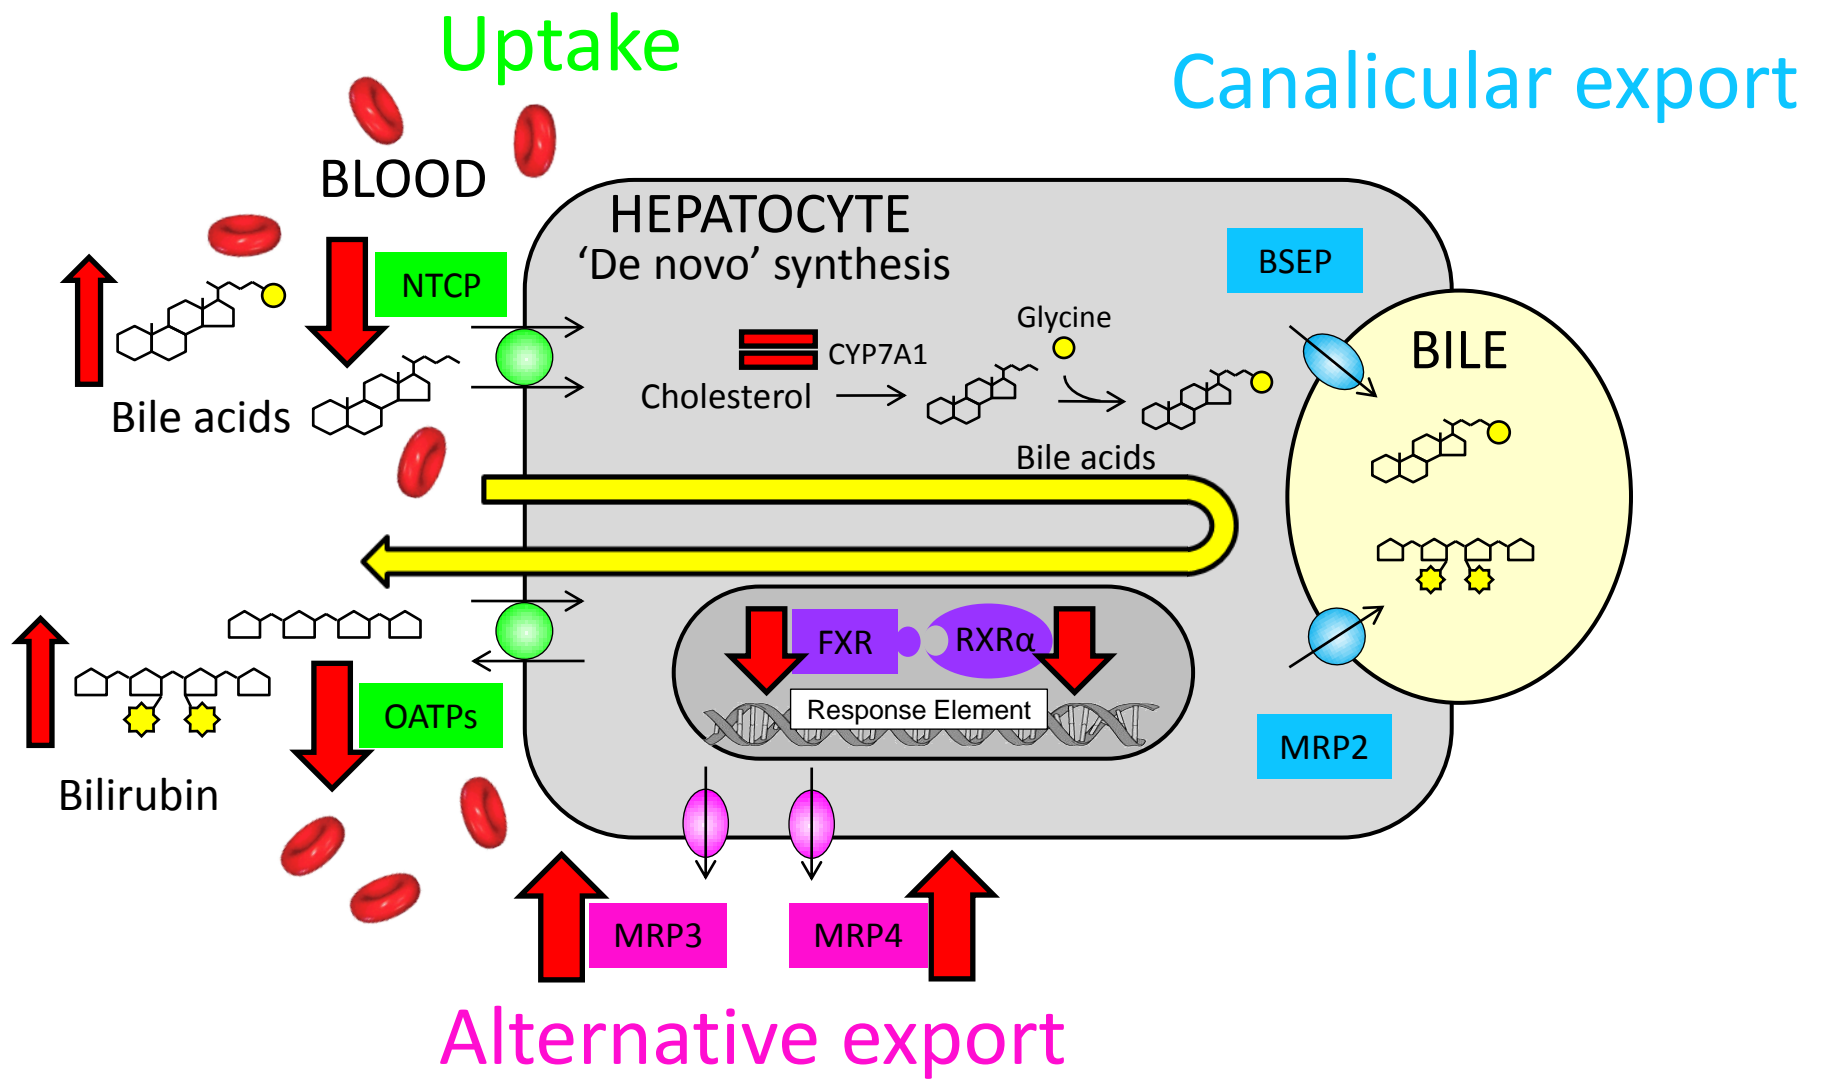 Uptake
Canalicular export
BLOOD
HEPATOCYTE
‘De novo’ synthesis
NTCP
BSEP
Glycine
CYP7A1
BILE
Cholesterol
Bile acids
Bile acids
FXR
RXRα
Response Element
OATPs
MRP2
Bilirubin
MRP3
MRP4
Alternative export